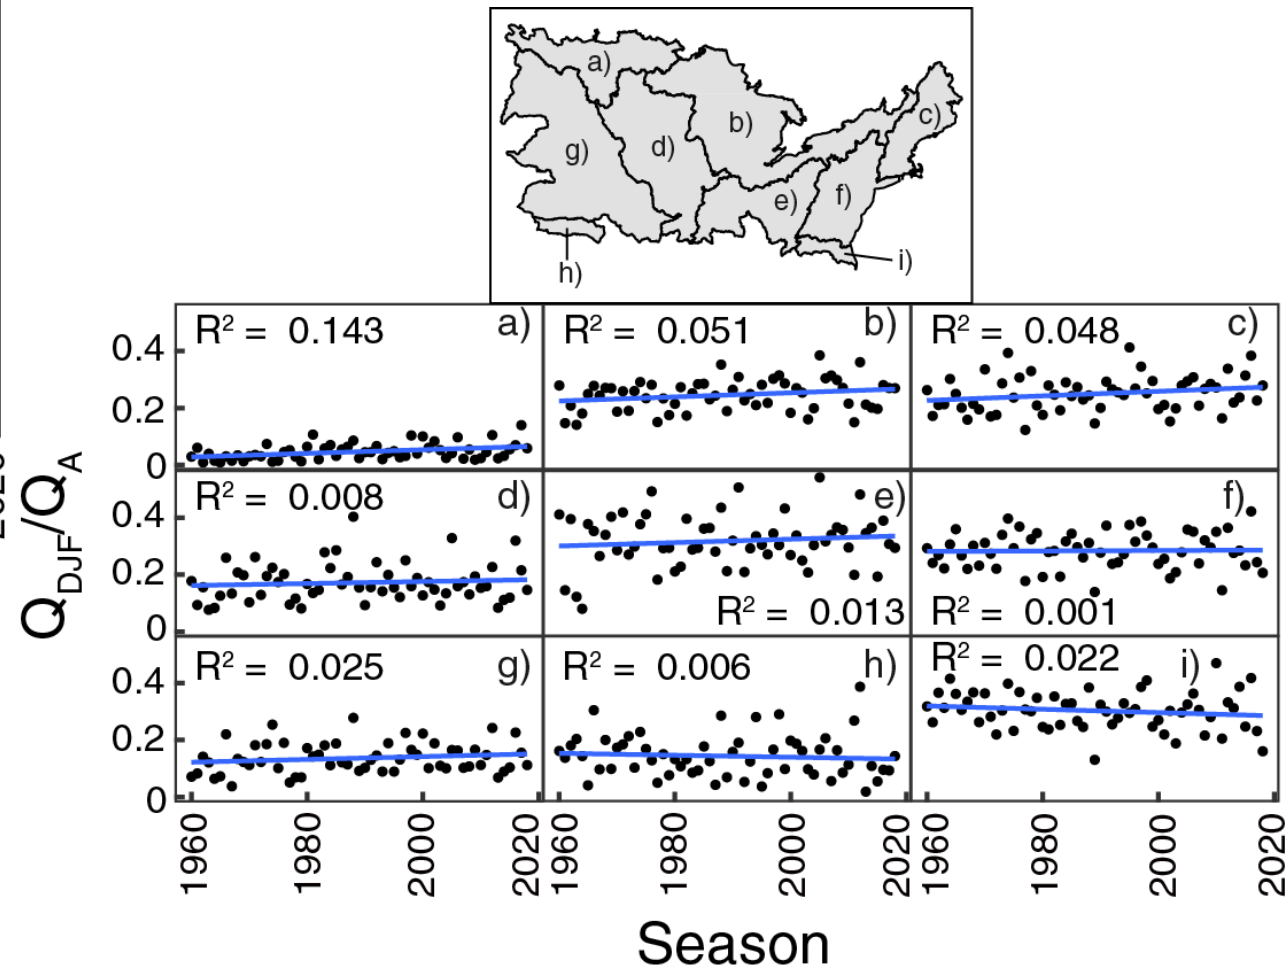 a)
b)
c)
g)
d)
e)
f)
h)
i)
R² = 0.143 a)
R² = 0.051 b)
R² = 0.048 c)
0.4
0.2
0
R² = 0.008 d)
e)
R² = 0.013
f)
R² = 0.001
0.4
0.2
0
R² = 0.025 g)
R² = 0.006 h)
R² = 0.022 i)
0.4
0.2
0
Q_DJF/Q_A
1960 1980 2000 2020
1960 1980 2000 2020
1960 1980 2000 2020
Season